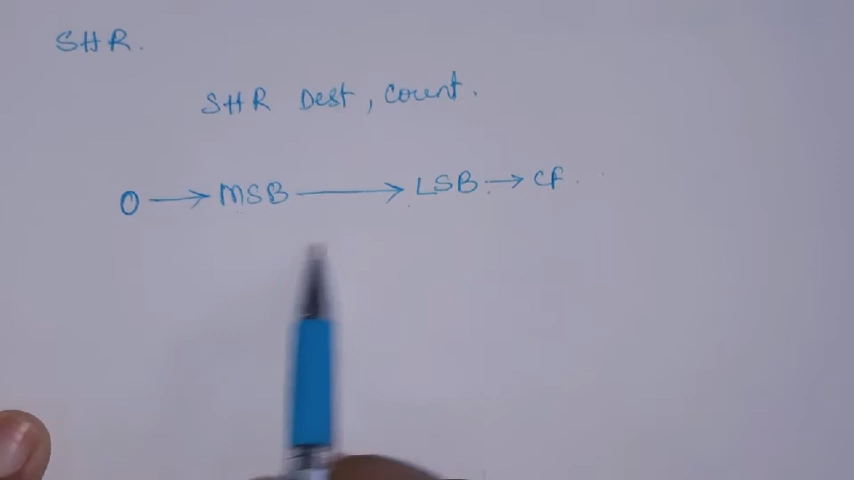 SHR.
SHR Dest, Count.
0 → MSB → LSB → CF.